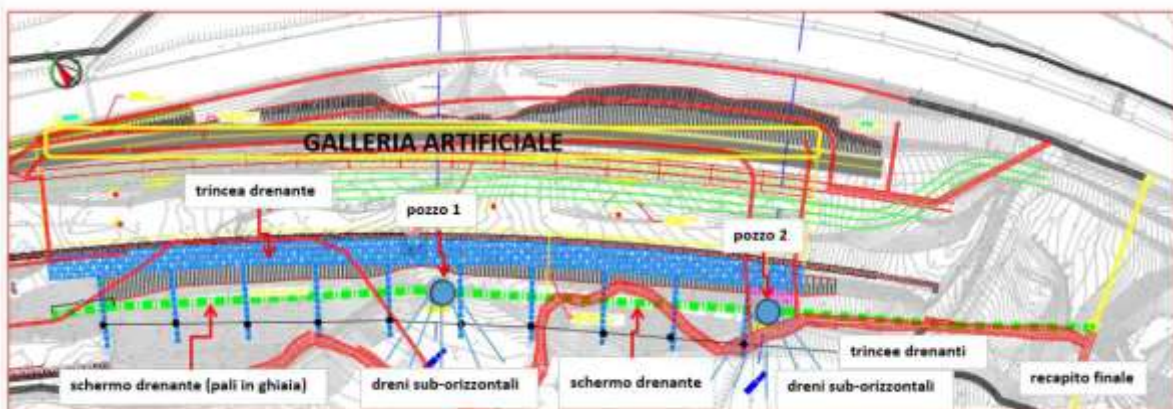 GALLERIA ARTIFICIALE
trincea drenante
pozzo 1
pozzo 2
trincee drenanti
schermo drenante (pali in ghiaia)
dreni sub-orizzontali
schermo drenante
dreni sub-orizzontali
recapito finale